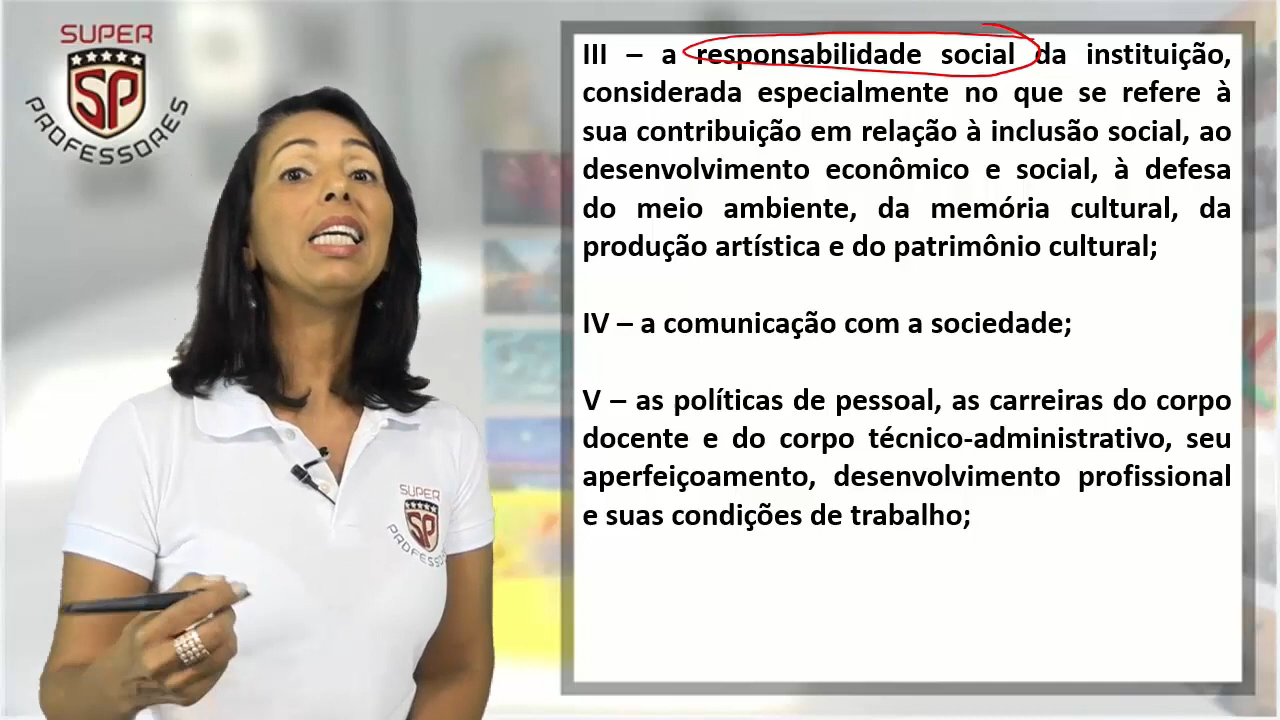 SUPER
SP
PROFESSORES
III – a responsabilidade social da instituição,
considerada especialmente no que se refere à
sua contribuição em relação à inclusão social, ao
desenvolvimento econômico e social, à defesa
do meio ambiente, da memória cultural, da
produção artística e do patrimônio cultural;
IV – a comunicação com a sociedade;
V – as políticas de pessoal, as carreiras do corpo
docente e do corpo técnico-administrativo, seu
aperfeiçoamento, desenvolvimento profissional
e suas condições de trabalho;
SUPER
SP
PROFESSORES